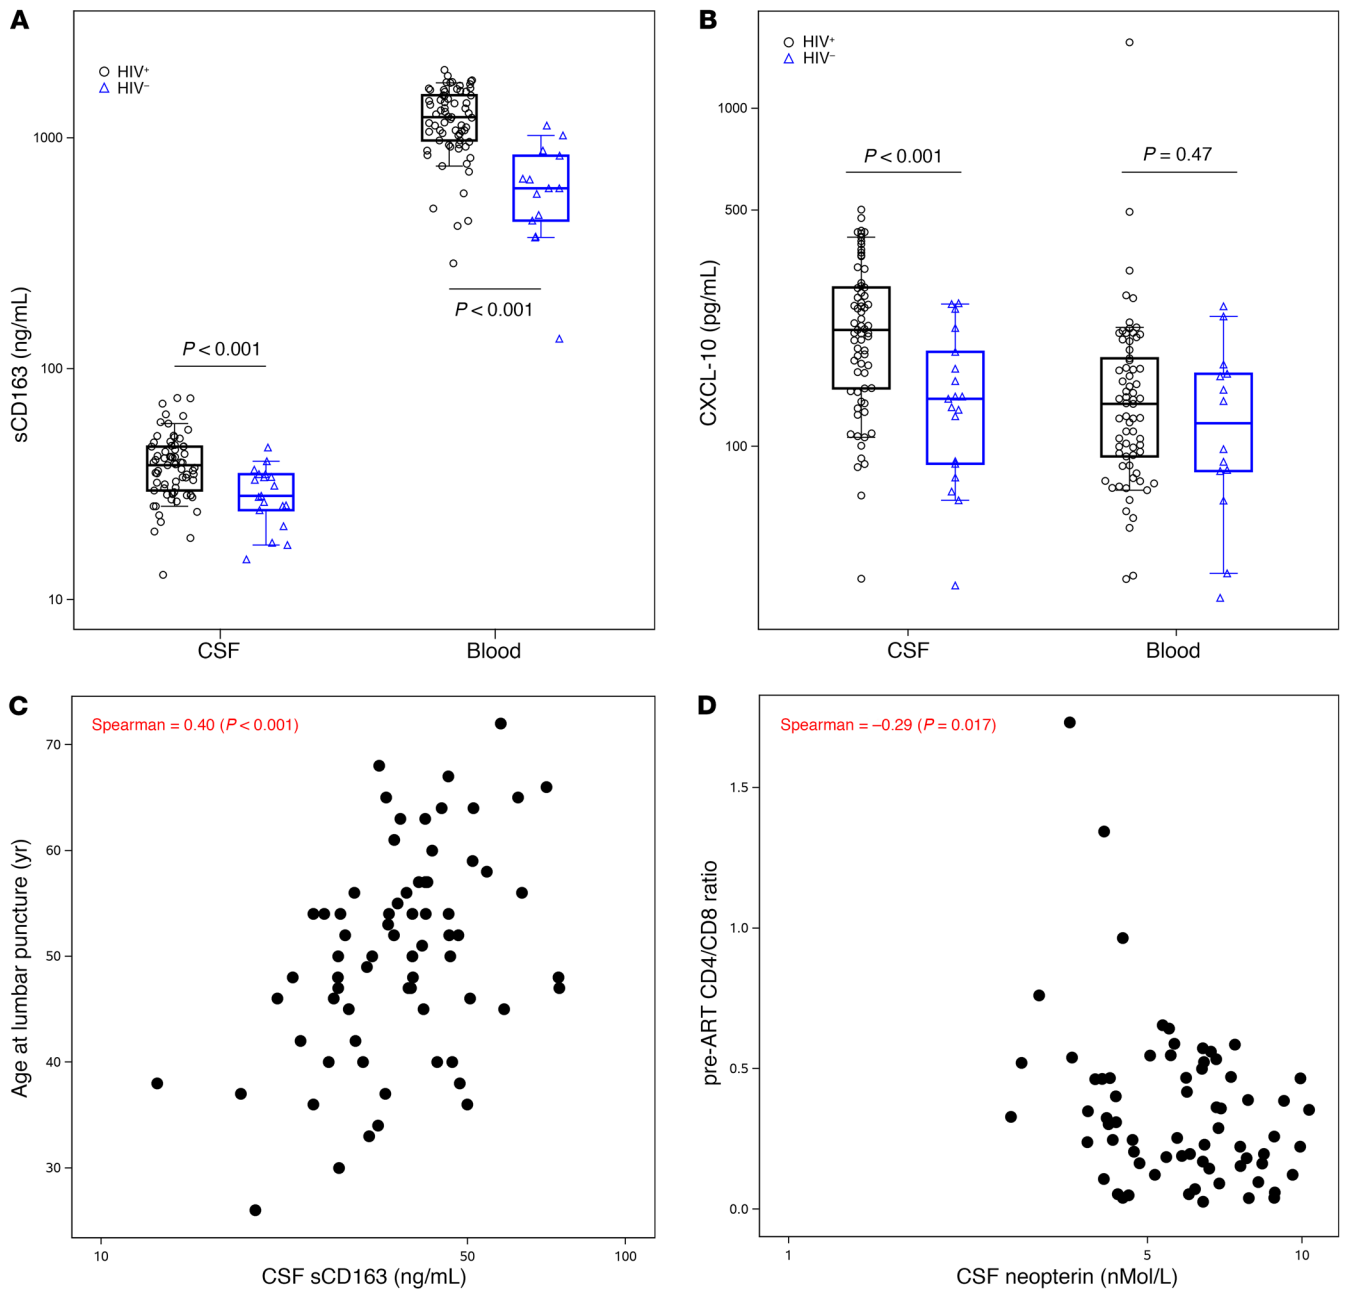 A
HIV+
HIV–
sCD163 (ng/mL)
1000
100
10
P < 0.001
P < 0.001
CSF
Blood
B
HIV+
HIV–
CXCL-10 (pg/mL)
1000
500
100
P < 0.001
P = 0.47
CSF
Blood
C
Spearman = 0.40 (P < 0.001)
Age at lumbar puncture (yr)
70
60
50
40
30
10
50
100
CSF sCD163 (ng/mL)
D
Spearman = –0.29 (P = 0.017)
pre-ART CD4/CD8 ratio
1.5
1.0
0.5
0.0
1
5
10
CSF neopterin (nMol/L)